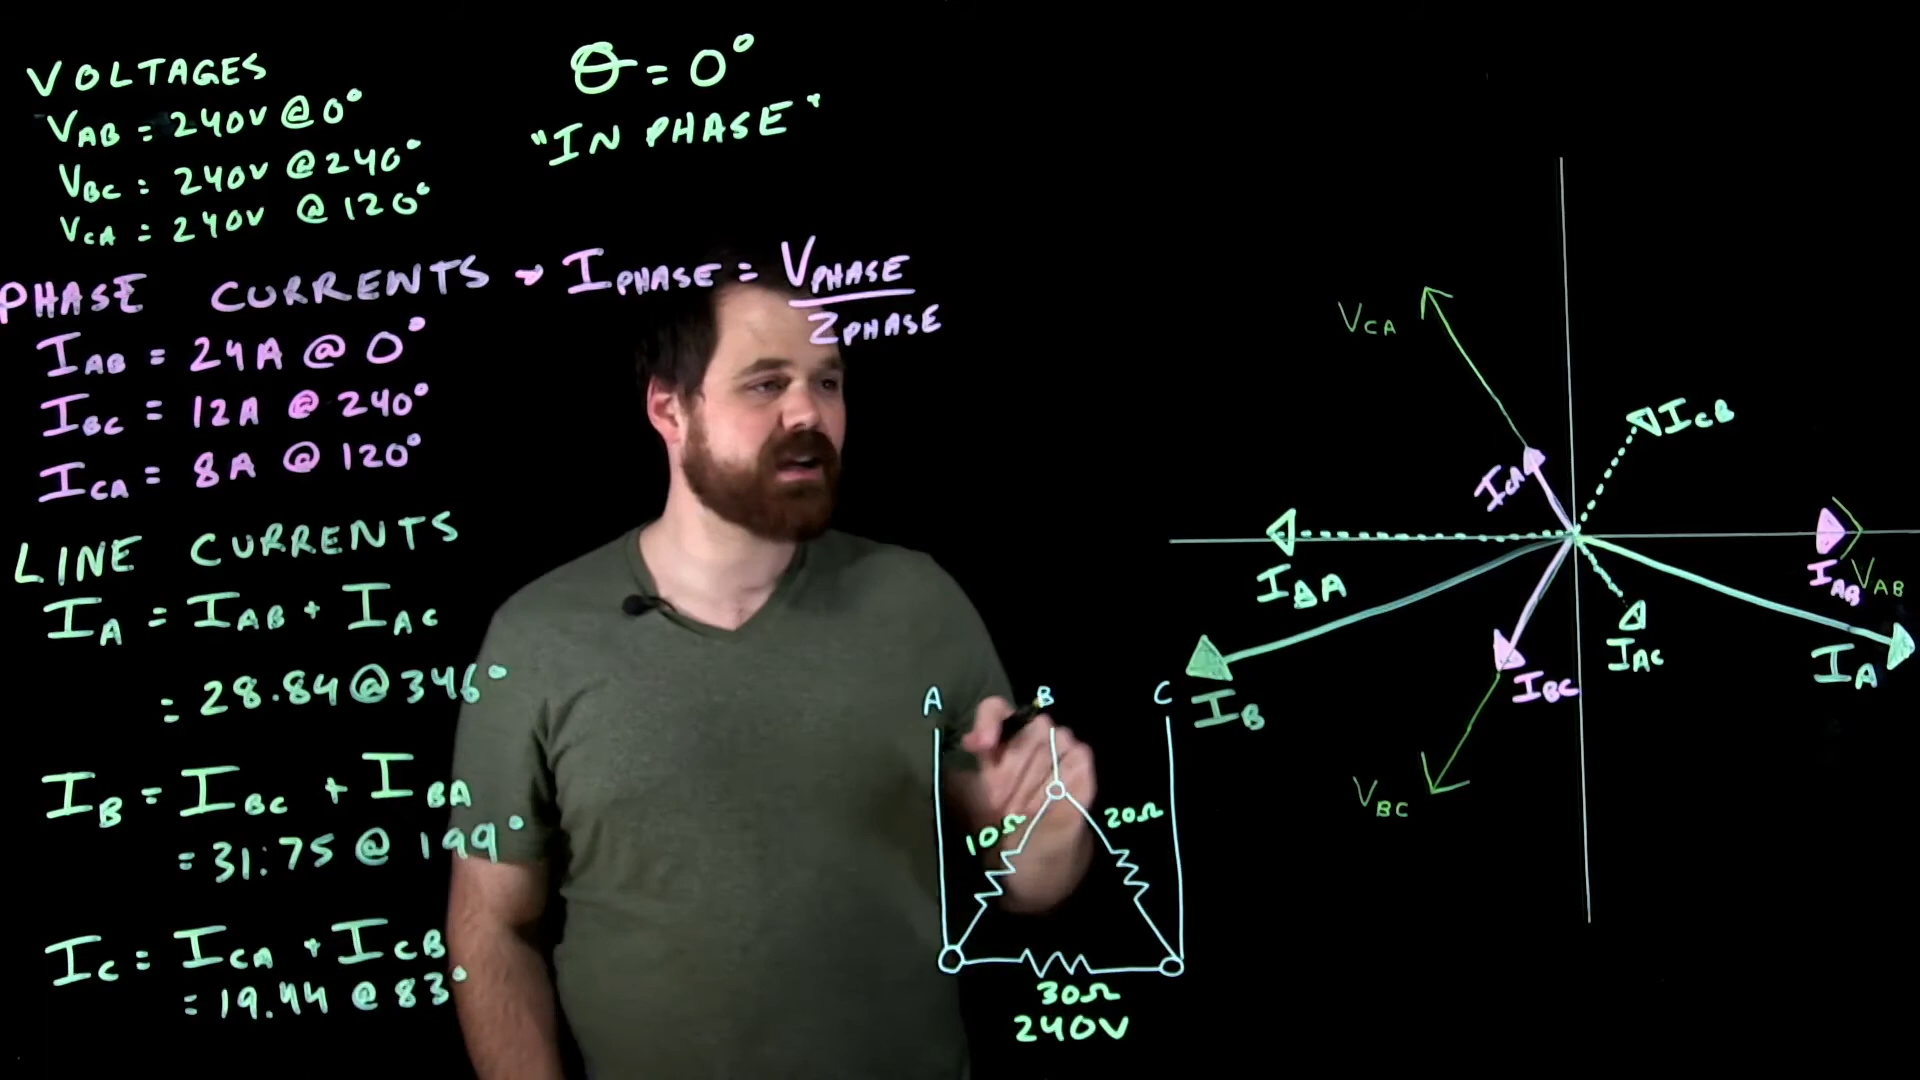 VOLTAGES
VAB = 240V @ 0°
VBC = 240V @ 240°
VCA = 240V @ 120°
θ = 0°
"IN PHASE"
PHASE CURRENTS → IPHASE = VPHASE
ZPHASE
IAB = 24A @ 0°
IBC = 12A @ 240°
ICA = 8A @ 120°
LINE CURRENTS
IA = IAB + IAC
= 28.84 @ 346°
IB = IBC + IBA
= 31.75 @ 199°
IC = ICA + ICB
= 19.44 @ 83°
A B C
10Ω 20Ω
30Ω
240V
VCA
ICB
ICA
IBA
IAB VAB
IAC
IA
IBC
IB
VBC